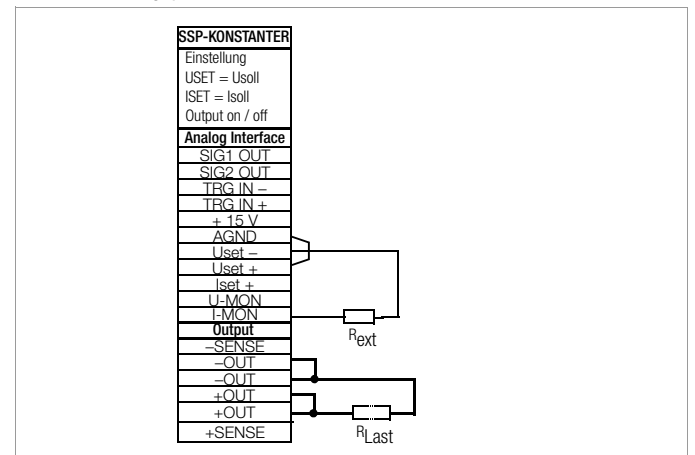 SSP-KONSTANTER
Einstellung
USET = Usoll
ISET = Isoll
Output on / off
Analog Interface
SIG1 OUT
SIG2 OUT
TRG IN –
TRG IN +
+ 15 V
AGND
Uset –
Uset +
Iset +
U-MON
I-MON
Rext
Output
–SENSE
–OUT
–OUT
+OUT
+OUT
+SENSE
RLast